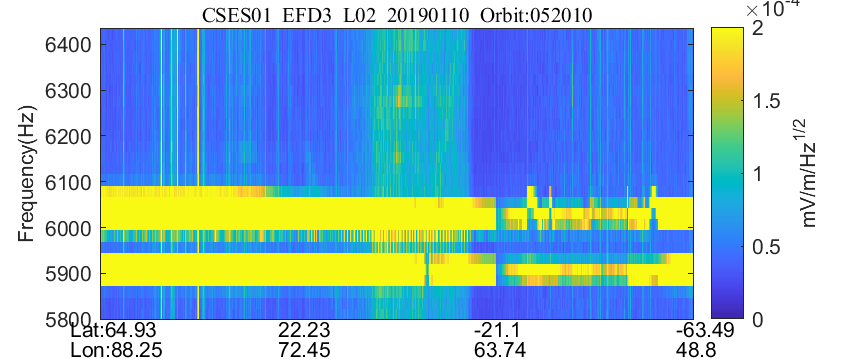 CSES01 EFD3 L02 20190110 Orbit:052010
×10⁻⁴
6400
6300
6200
6100
6000
5900
5800
Frequency(Hz)
2
1.5
1
0.5
0
mV/m/Hz^1/2
Lat:64.93 22.23 -21.1 -63.49
Lon:88.25 72.45 63.74 48.8